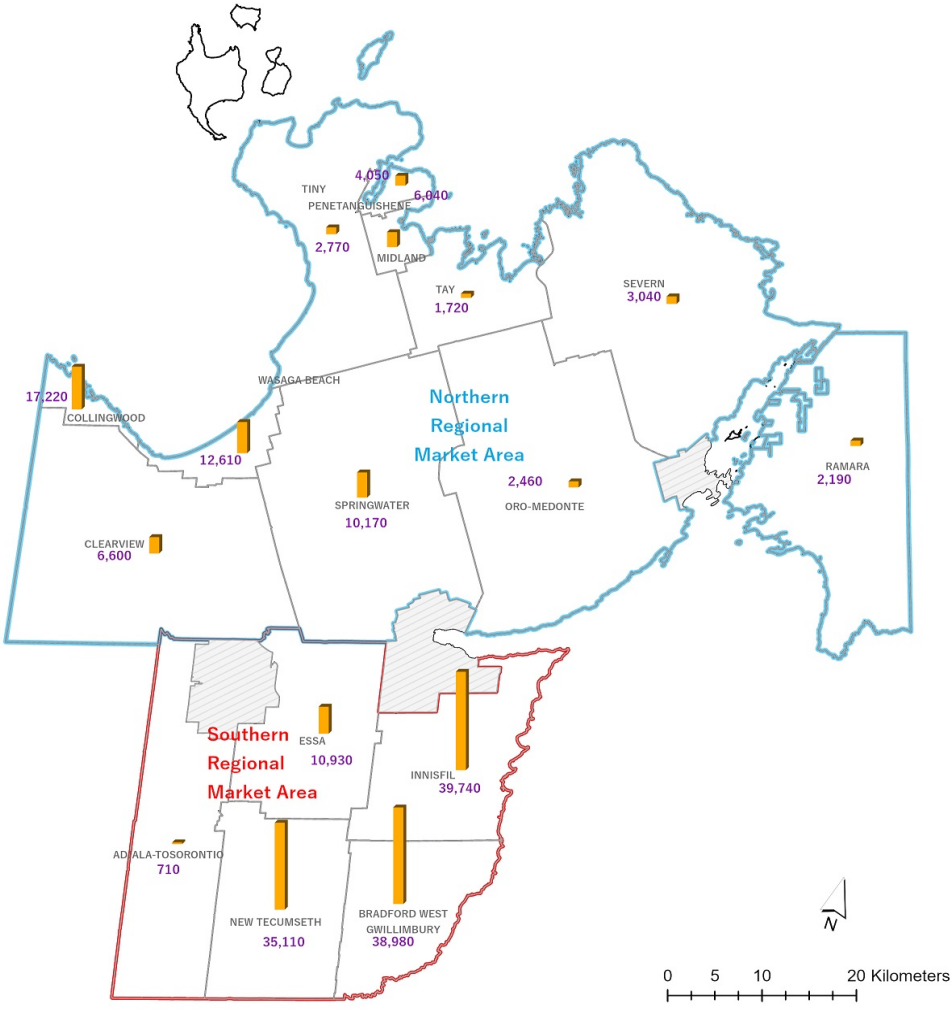 4,050
TINY
6,040
PENETANGUISHENE
2,770
MIDLAND
TAY
1,720
SEVERN
3,040
WASAGA BEACH
17,220
COLLINGWOOD
Northern
Regional
Market Area
12,610
RAMARA
2,190
SPRINGWATER
10,170
2,460
ORO-MEDONTE
CLEARVIEW
6,600
Southern
Regional
Market Area
ESSA
10,930
INNISFIL
39,740
ADJALA-TOSORONTIO
710
NEW TECUMSETH
35,110
BRADFORD WEST
GWILLIMBURY
38,980
N
0 5 10 20 Kilometers